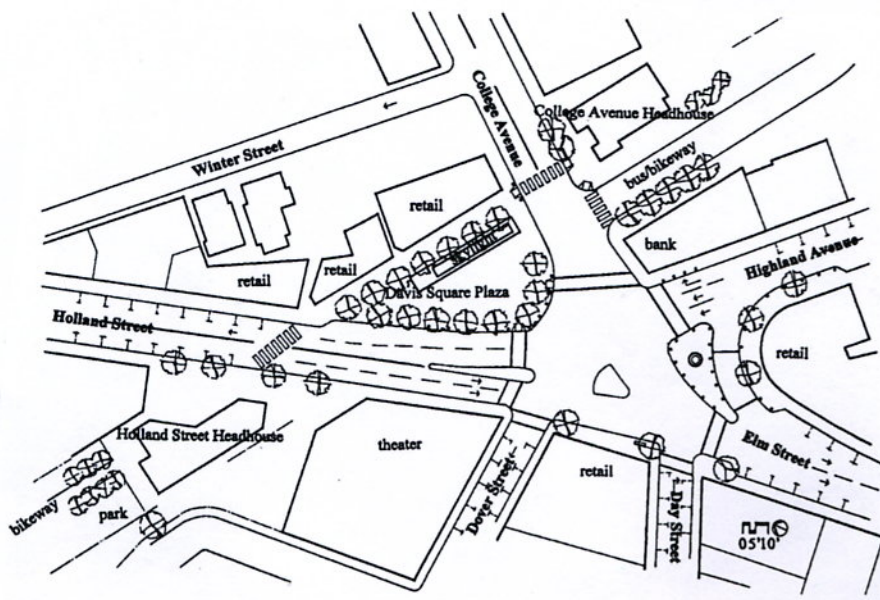 College Avenue
College Avenue Headhouse
Winter Street
bus/bikeway
retail
bank
skylight
Highland Avenue
retail
retail
Davis Square Plaza
Holland Street
retail
Holland Street Headhouse
theater
Elm Street
retail
Dover Street
Day Street
bikeway
park
05'10'